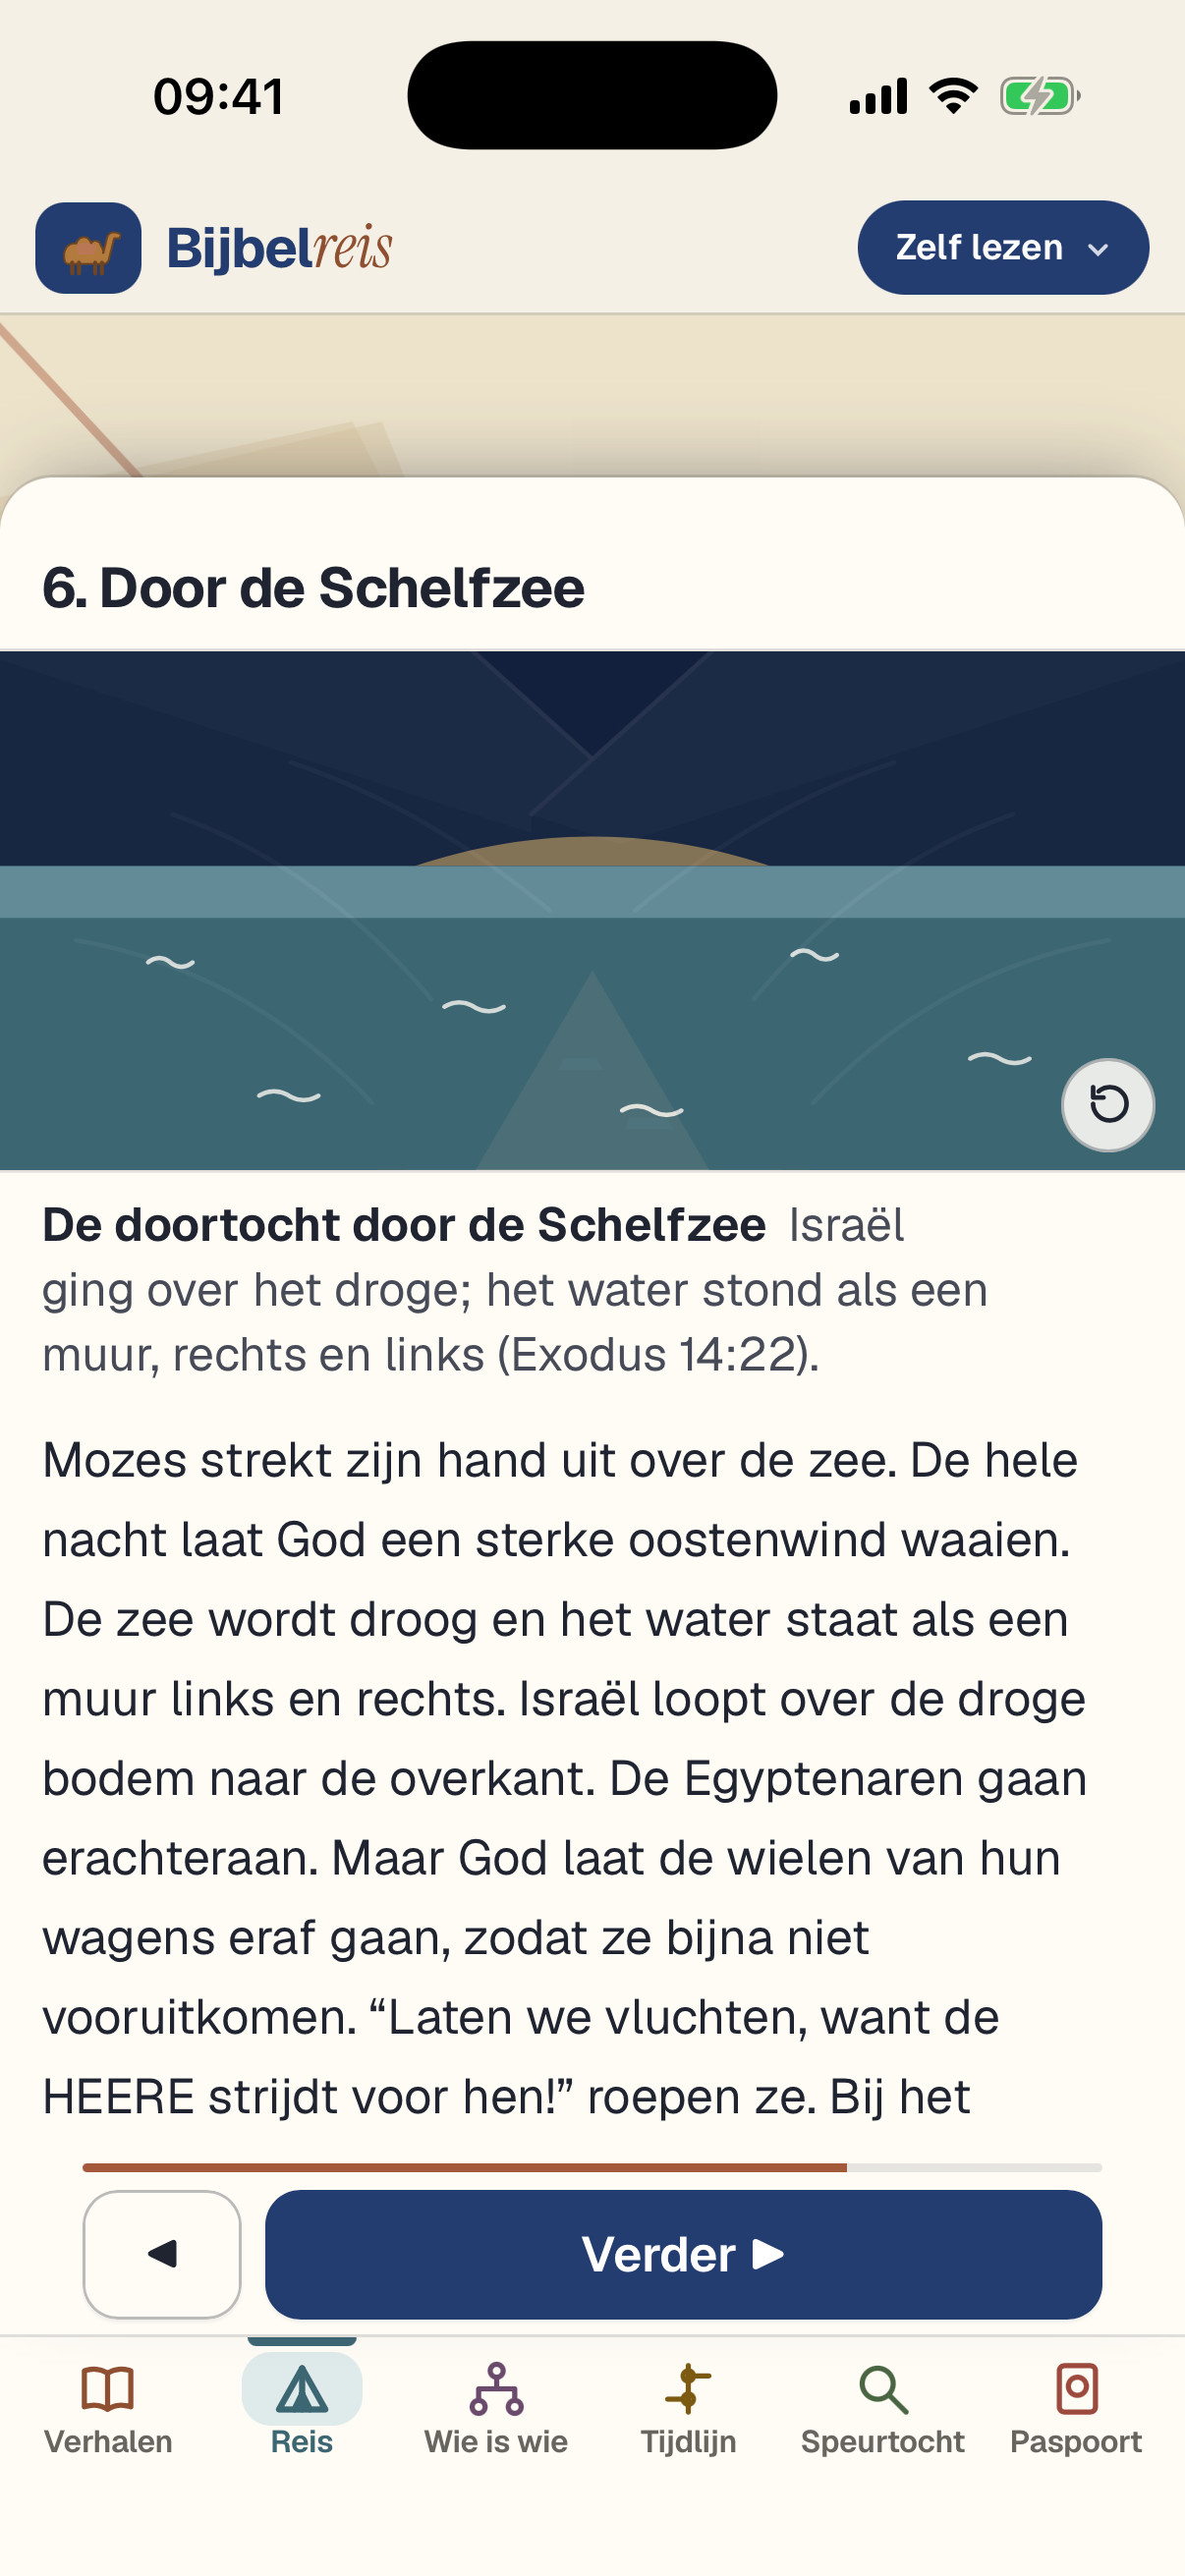 09:41
Bijbelreis
Zelf lezen
6. Door de Schelfzee
De doortocht door de Schelfzee Israël
ging over het droge; het water stond als een
muur, rechts en links (Exodus 14:22).
Mozes strekt zijn hand uit over de zee. De hele
nacht laat God een sterke oostenwind waaien.
De zee wordt droog en het water staat als een
muur links en rechts. Israël loopt over de droge
bodem naar de overkant. De Egyptenaren gaan
erachteraan. Maar God laat de wielen van hun
wagens eraf gaan, zodat ze bijna niet
vooruitkomen. “Laten we vluchten, want de
HEERE strijdt voor hen!” roepen ze. Bij het
Verder
Verhalen
Reis
Wie is wie
Tijdlijn
Speurtocht
Paspoort